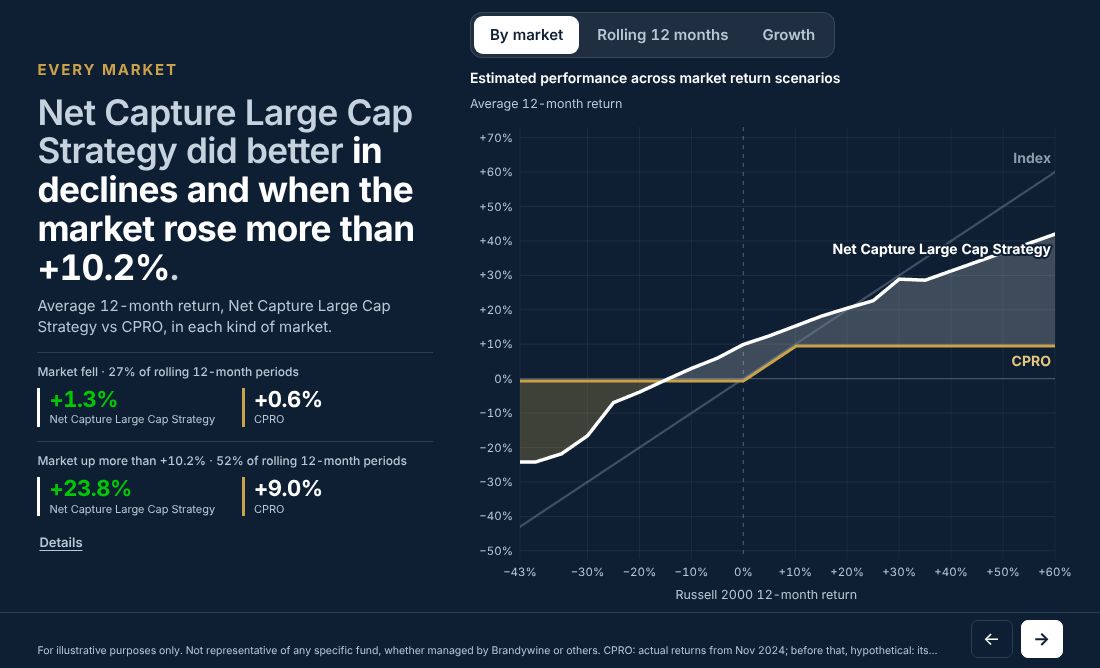 By market
Rolling 12 months
Growth
EVERY MARKET
Net Capture Large Cap
Strategy did better in
declines and when the
market rose more than
+10.2%.
Average 12-month return, Net Capture Large Cap
Strategy vs CPRO, in each kind of market.
Market fell · 27% of rolling 12-month periods
+1.3%
Net Capture Large Cap Strategy
+0.6%
CPRO
Market up more than +10.2% · 52% of rolling 12-month periods
+23.8%
Net Capture Large Cap Strategy
+9.0%
CPRO
Details
Estimated performance across market return scenarios
Average 12-month return
+70%
+60%
+50%
+40%
+30%
+20%
+10%
0%
−10%
−20%
−30%
−40%
−50%
Index
Net Capture Large Cap Strategy
CPRO
−43%
−30%
−20%
−10%
0%
+10%
+20%
+30%
+40%
+50%
+60%
Russell 2000 12-month return
For illustrative purposes only. Not representative of any specific fund, whether managed by Brandywine or others. CPRO: actual returns from Nov 2024; before that, hypothetical: its…